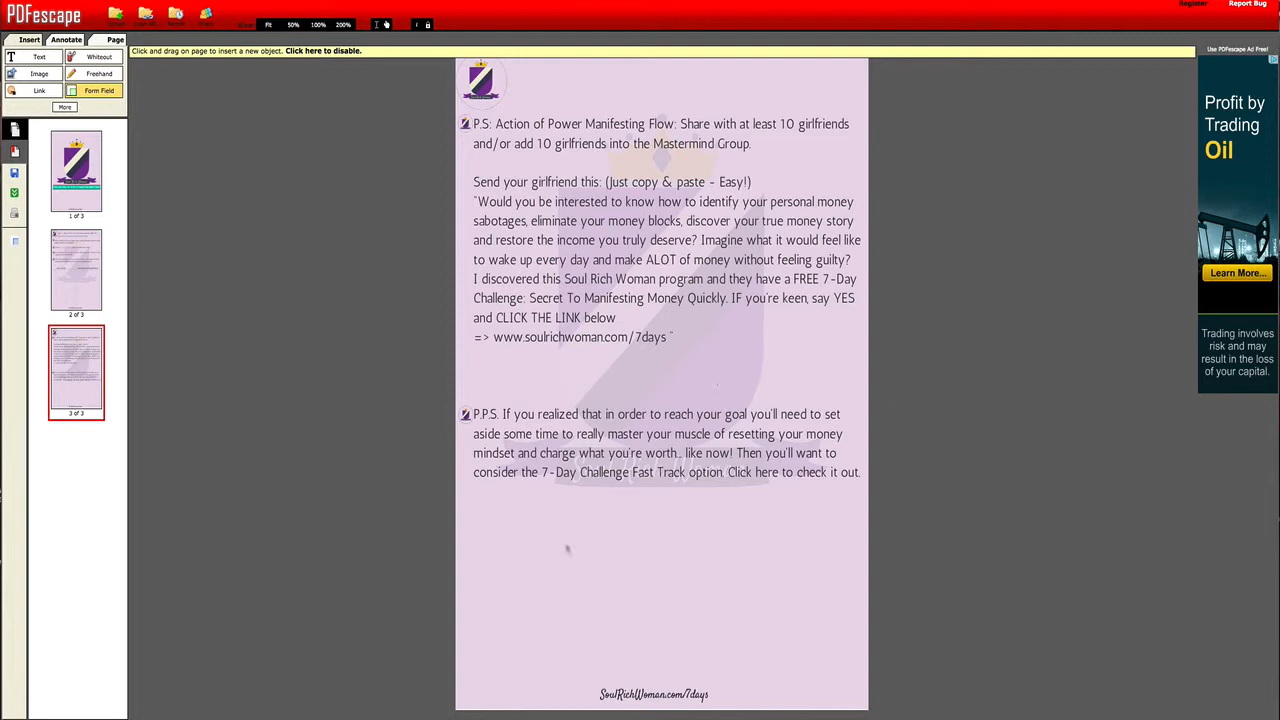 PDFescape
Register
Report Bug
Fit
50%
100%
200%
Insert
Annotate
Page
Click and drag on page to insert a new object. Click here to disable.
Use PDFescape Ad Free!
Text
Whiteout
Image
Freehand
Link
Form Field
More
1 of 3
2 of 3
3 of 3
P.S: Action of Power Manifesting Flow: Share with at least 10 girlfriends
and/or add 10 girlfriends into the Mastermind Group.
Send your girlfriend this: (Just copy & paste - Easy!)
"Would you be interested to know how to identify your personal money
sabotages, eliminate your money blocks, discover your true money story
and restore the income you truly deserve? Imagine what it would feel like
to wake up every day and make ALOT of money without feeling guilty?
I discovered this Soul Rich Woman program and they have a FREE 7-Day
Challenge: Secret To Manifesting Money Quickly. IF you're keen, say YES
and CLICK THE LINK below
=> www.soulrichwoman.com/7days "
P.P.S. If you realized that in order to reach your goal you'll need to set
aside some time to really master your muscle of resetting your money
mindset and charge what you're worth... like now! Then you'll want to
consider the 7-Day Challenge Fast Track option. Click here to check it out.
SoulRichWoman.com/7days
Profit by
Trading
Oil
Learn More...
Trading involves
risk and may
result in the loss
of your capital.